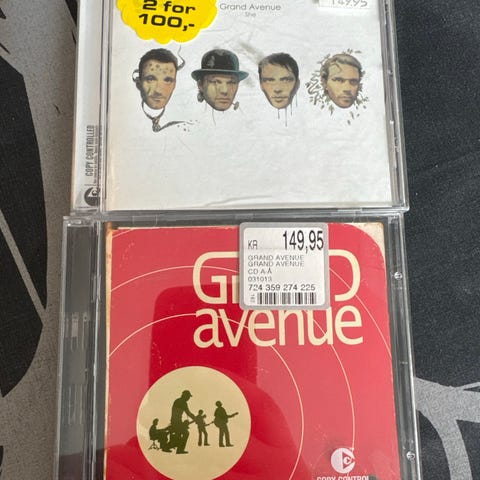 2 for
100,-
Grand Avenue
She
149,95
COPY CONTROLLED
KR 149,95
GRAND AVENUE
GRAND AVENUE
CD A-Å
031013
724 359 274 225
avenue
COPY CONTROL